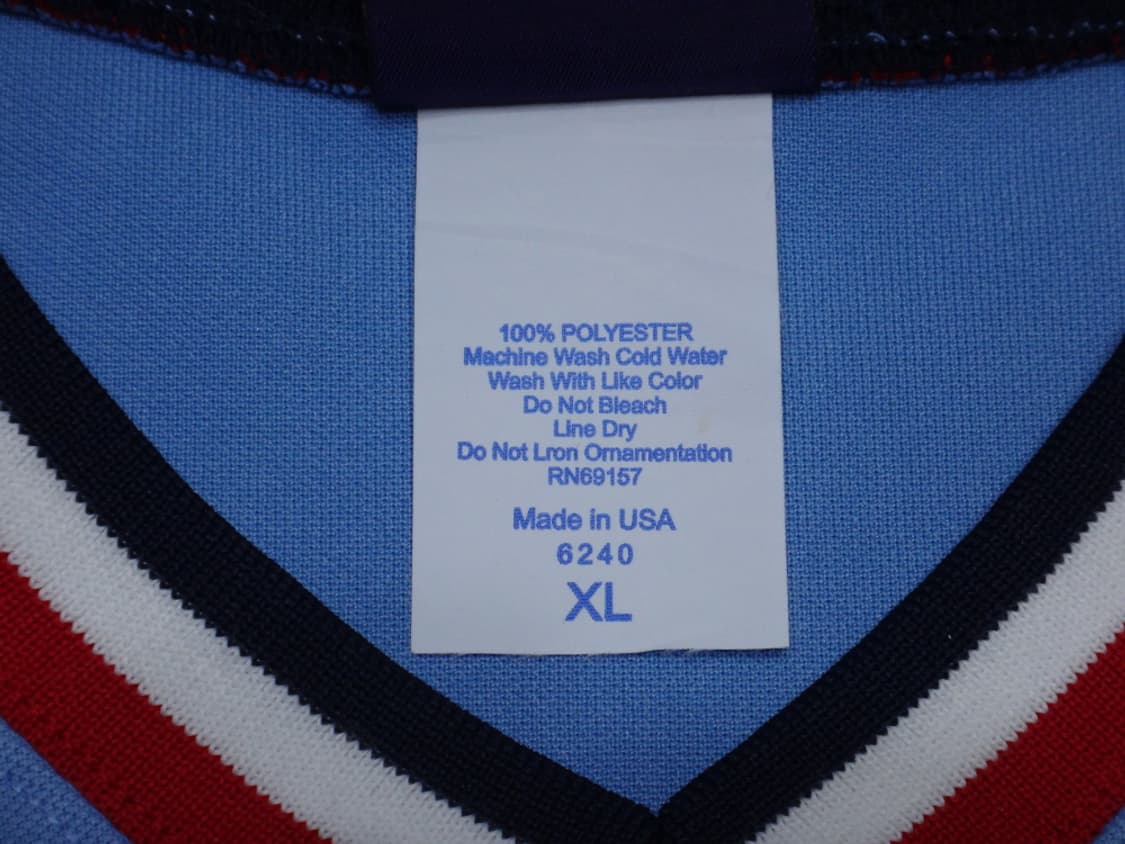 100% POLYESTER
Machine Wash Cold Water
Wash With Like Color
Do Not Bleach
Line Dry
Do Not Lron Ornamentation
RN69157
Made in USA
6240
XL